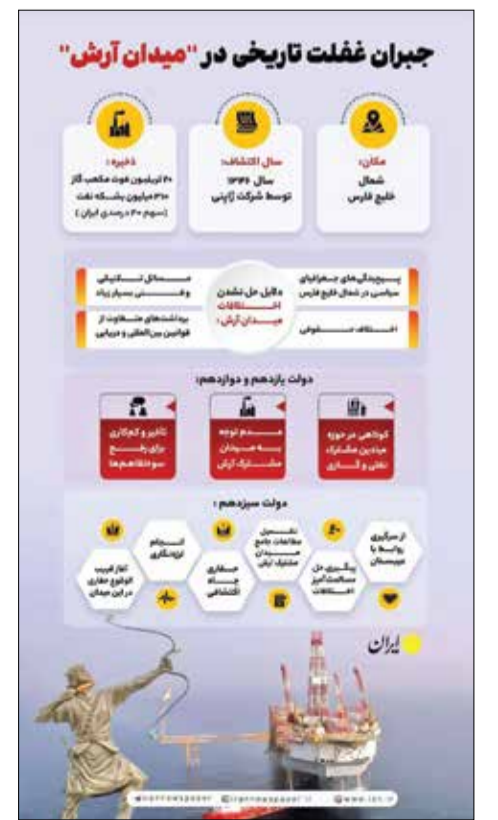 جبران غفلت تاریخی در "میدان آرش"
مکان:
شمال
خلیج فارس
سال اکتشاف:
سال ۱۳۴۶
توسط شرکت ژاپنی
ذخیره:
۲۰ تریلیون فوت مکعب گاز
۳۱۰ میلیون بشکه نفت
(سهم ۴۰ درصدی ایران)
دلایل حل نشدن
اختلافات
میدان آرش:
پیچیدگی‌های جغرافیای
سیاسی در شمال خلیج فارس
اختلاف حقوقی
مسائل
و فنی بسیار زیاد
برداشت‌های متفاوت از
قوانین بین‌المللی و دریایی
دولت یازدهم و دوازدهم:
کوتاهی در حوزه
میادین مشترک
نفتی و گازی
عدم توجه
به میدان
مشترک آرش
تأخیر و کم‌کاری
برای رفع
سوءتفاهم‌ها
دولت سیزدهم:
از سرگیری
روابط با
عربستان
پیگیری حل
مسالمت‌آمیز
اختلافات
تکمیل
مطالعات جامع
میدان
مشترک آرش
حفاری
چاه
اکتشافی
انجام
لرزه‌نگاری
آغاز قریب
الوقوع حفاری
در این میدان
ایران